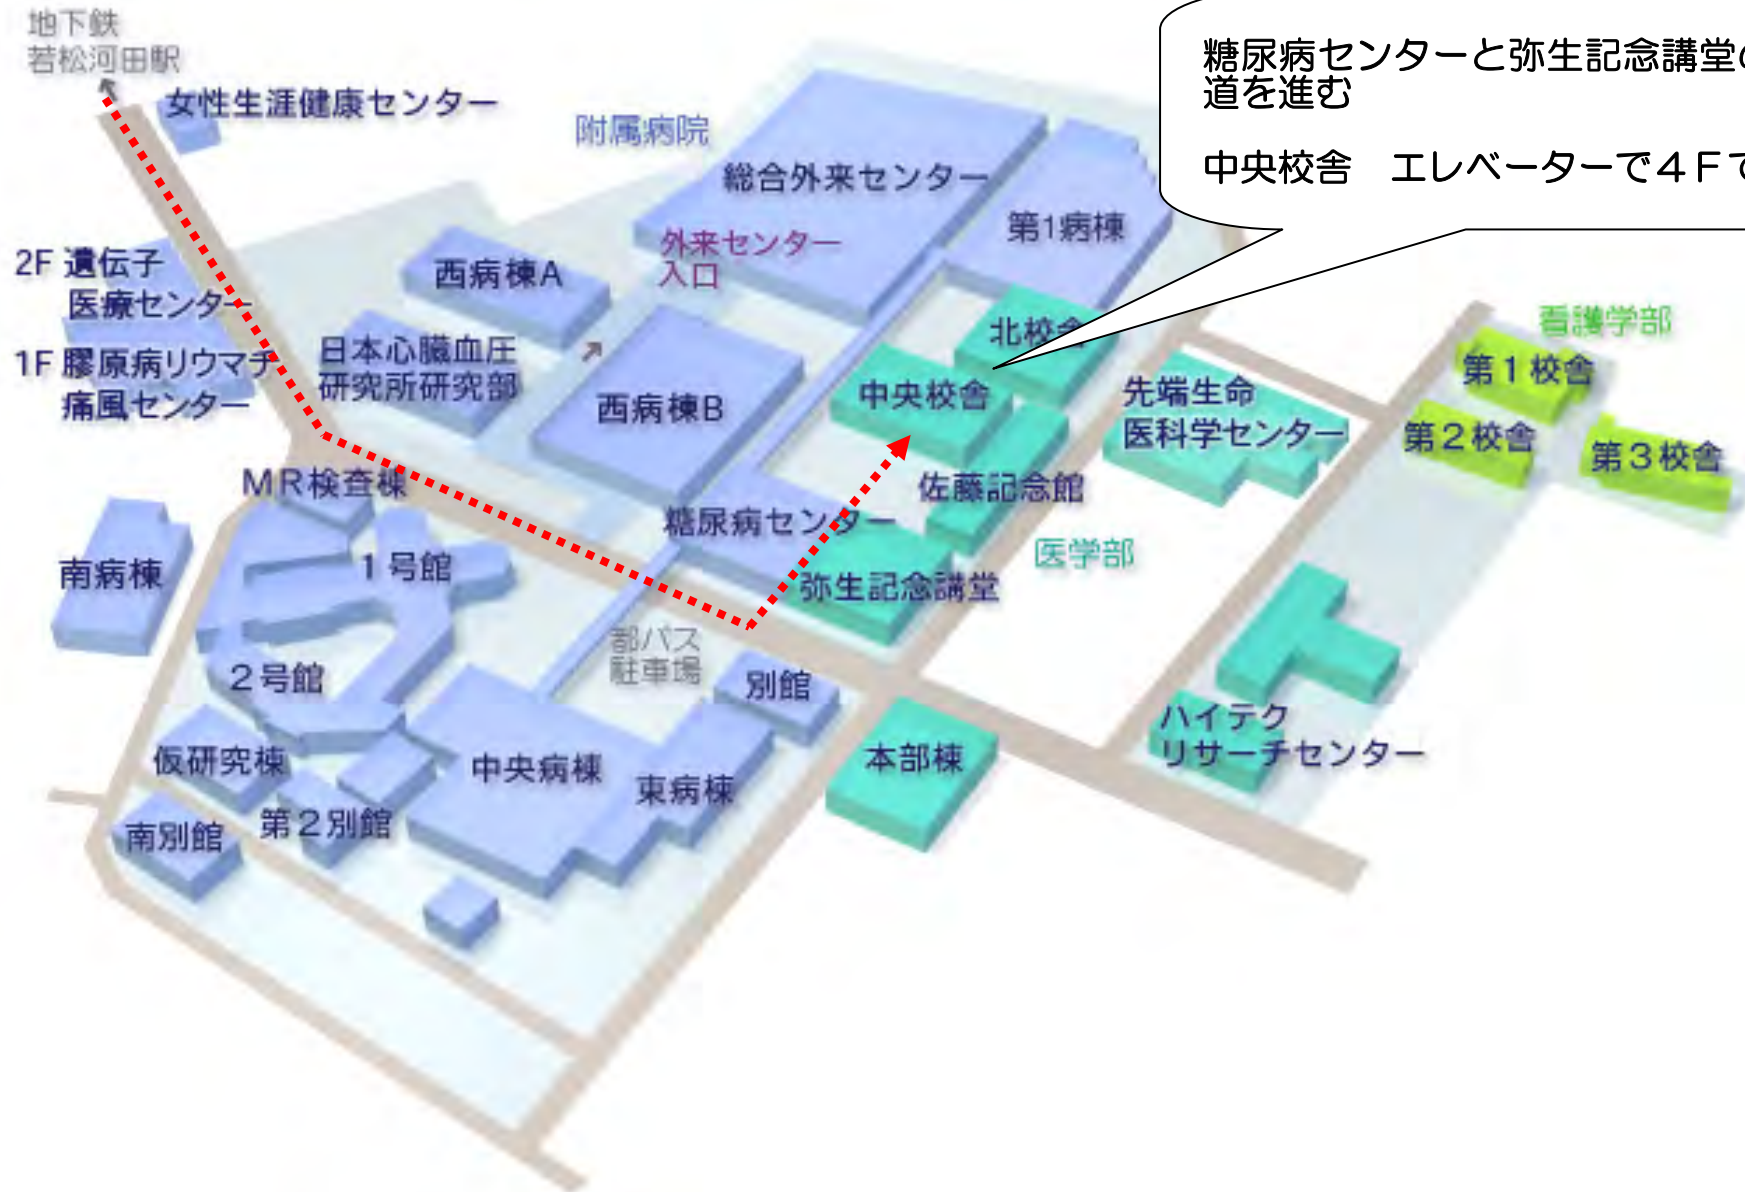 地下鉄
若松河田駅
女性生涯健康センター
附属病院
総合外来センター
第1病棟
外来センター
入口
西病棟A
2F 遺伝子
医療センター
1F 膠原病リウマチ
痛風センター
日本心臓血圧
研究所研究部
西病棟B
北校舎
中央校舎
先端生命
医科学センター
看護学部
第1校舎
第2校舎
第3校舎
佐藤記念館
医学部
MR検査棟
糖尿病センター
弥生記念講堂
1号館
南病棟
都バス
駐車場
2号館
別館
仮研究棟
中央病棟
東病棟
本部棟
ハイテク
リサーチセンター
第2別館
南別館
糖尿病センターと弥生記念講堂の
道を進む
中央校舎 エレベーターで4Fで